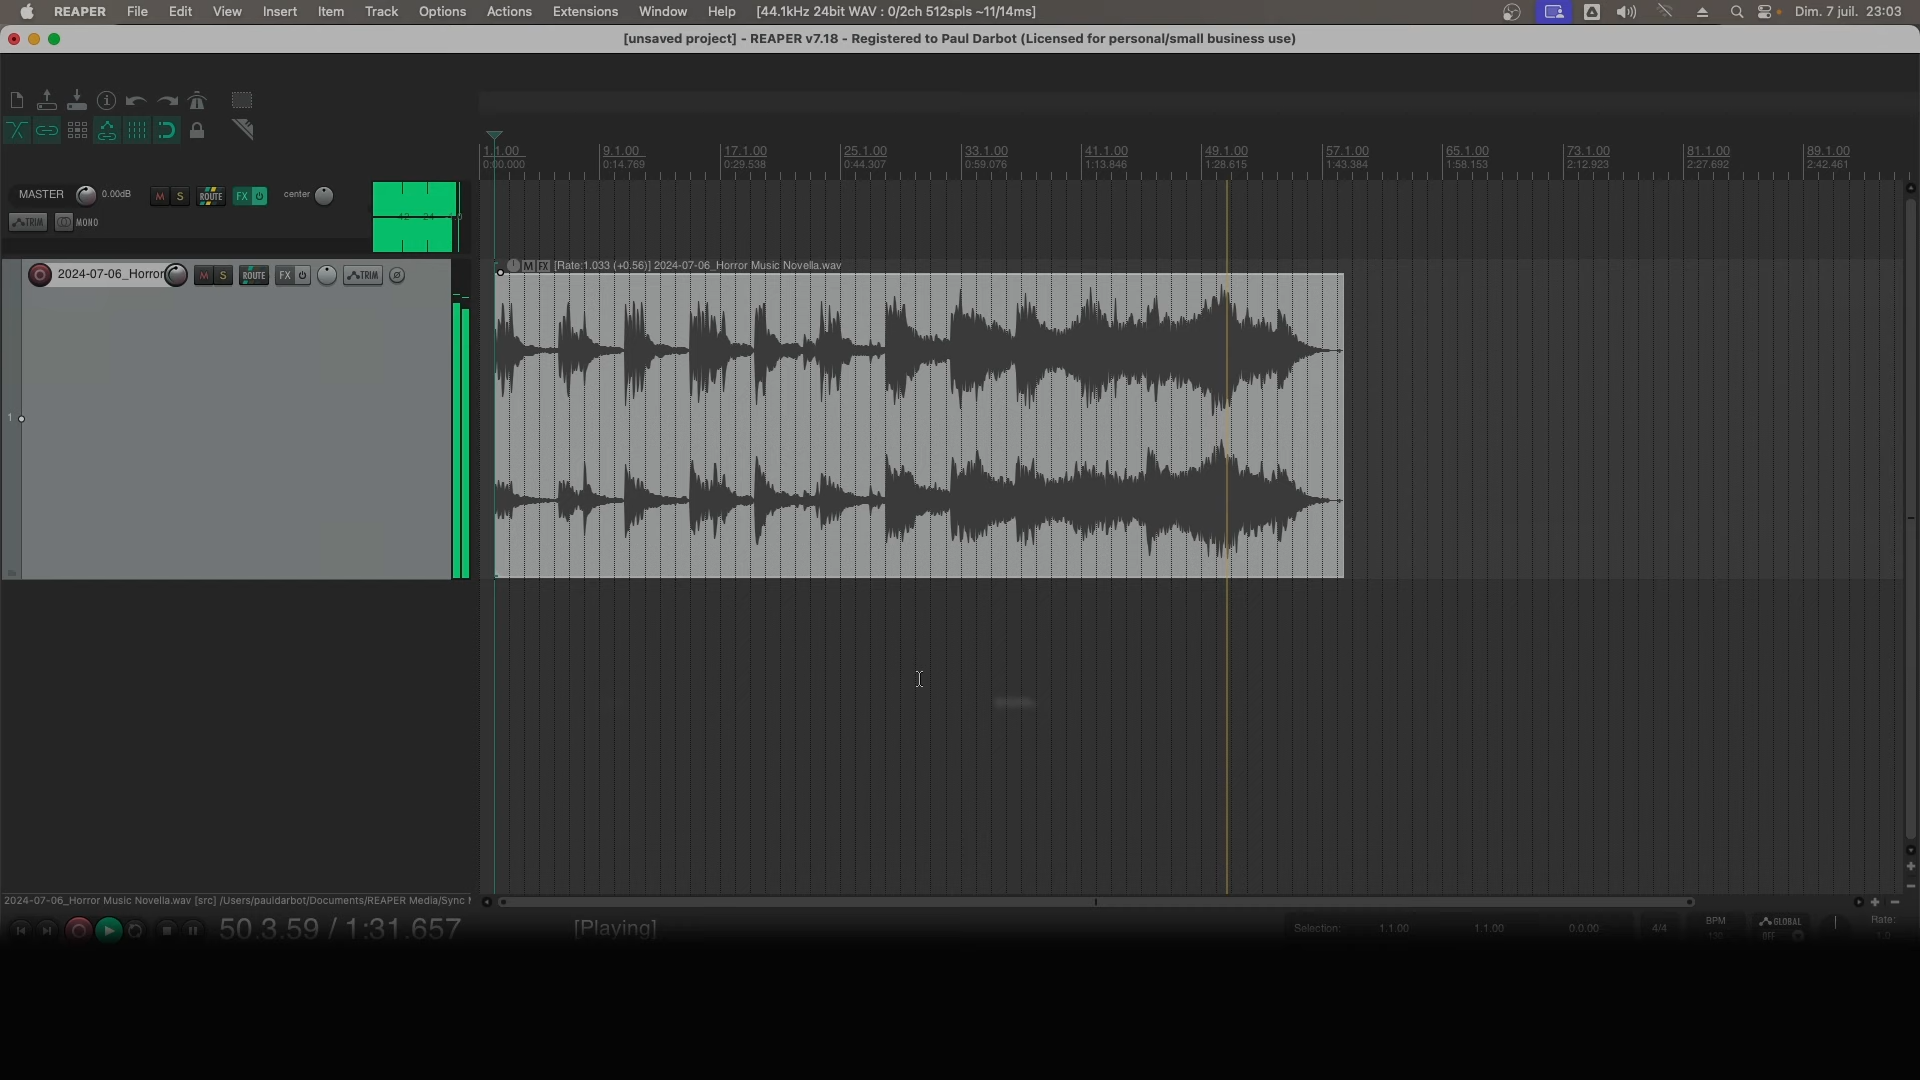 REAPER File Edit View Insert Item Track Options Actions Extensions Window Help [44.1kHz 24bit WAV : 0/2ch 512spls ~11/14ms] Dim. 7 juil. 23:03
[unsaved project] - REAPER v7.18 - Registered to Paul Darbot (Licensed for personal/small business use)
1.1.00 9.1.00 17.1.00 25.1.00 33.1.00 41.1.00 49.1.00 57.1.00 65.1.00 73.1.00 81.1.00 89.1.00
0:00.000 0:14.769 0:29.538 0:44.307 0:59.076 1:13.846 1:28.615 1:43.384 1:58.153 2:12.923 2:27.692 2:42.461
MASTER 0.00dB M S ROUTE FX center
TRIM MONO
-42 -24
M FX [Rate:1.033 (+0.56)] 2024-07-06_Horror Music Novella.wav
2024-07-06_Horror M S ROUTE FX TRIM
1
2024-07-06_Horror Music Novella.wav [src] /Users/pauldarbot/Documents/REAPER Media/Sync
50.3.59 / 1:31.657 [Playing] Selection: 1.1.00 1.1.00 0:0.00 4/4 BPM GLOBAL Rate:
130 OFF 1.0